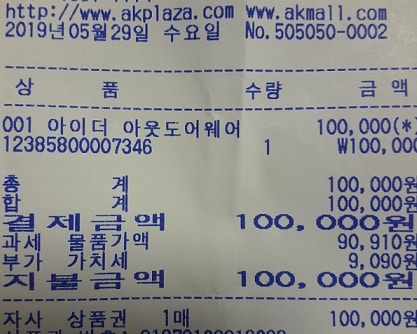 http://www.akplaza.com www.akmall.com
2019년05월29일 수요일 No.505050-0002
상 품 수량 금 액
001 아이더 아웃도어웨어 100,000(*)
12385800007346 1 ₩100,000
총 계 100,000원
합 계 100,000원
결제금액 100,000원
과세 물품가액 90,910원
부가 가치세 9,090원
지불금액 100,000원
자사 상품권 1매 100,000원